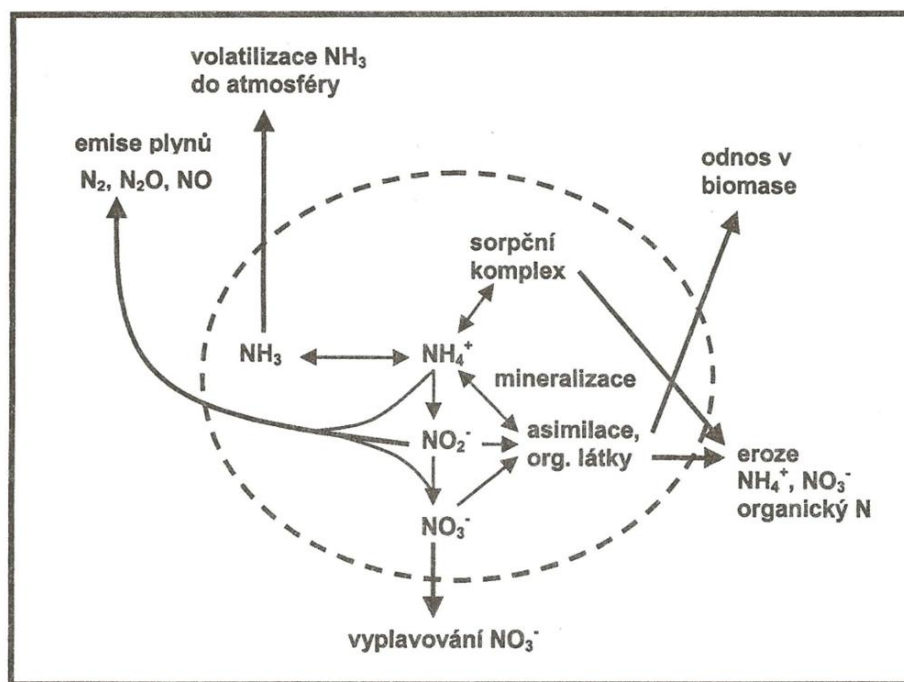 volatilizace NH₃
do atmosféry
emise plynů
N₂, N₂O, NO
odnos v
biomase
sorpční
komplex
NH₃
NH₄⁺
mineralizace
NO₂⁻
asimilace,
org. látky
eroze
NH₄⁺, NO₃⁻
organický N
NO₃⁻
vyplavování NO₃⁻